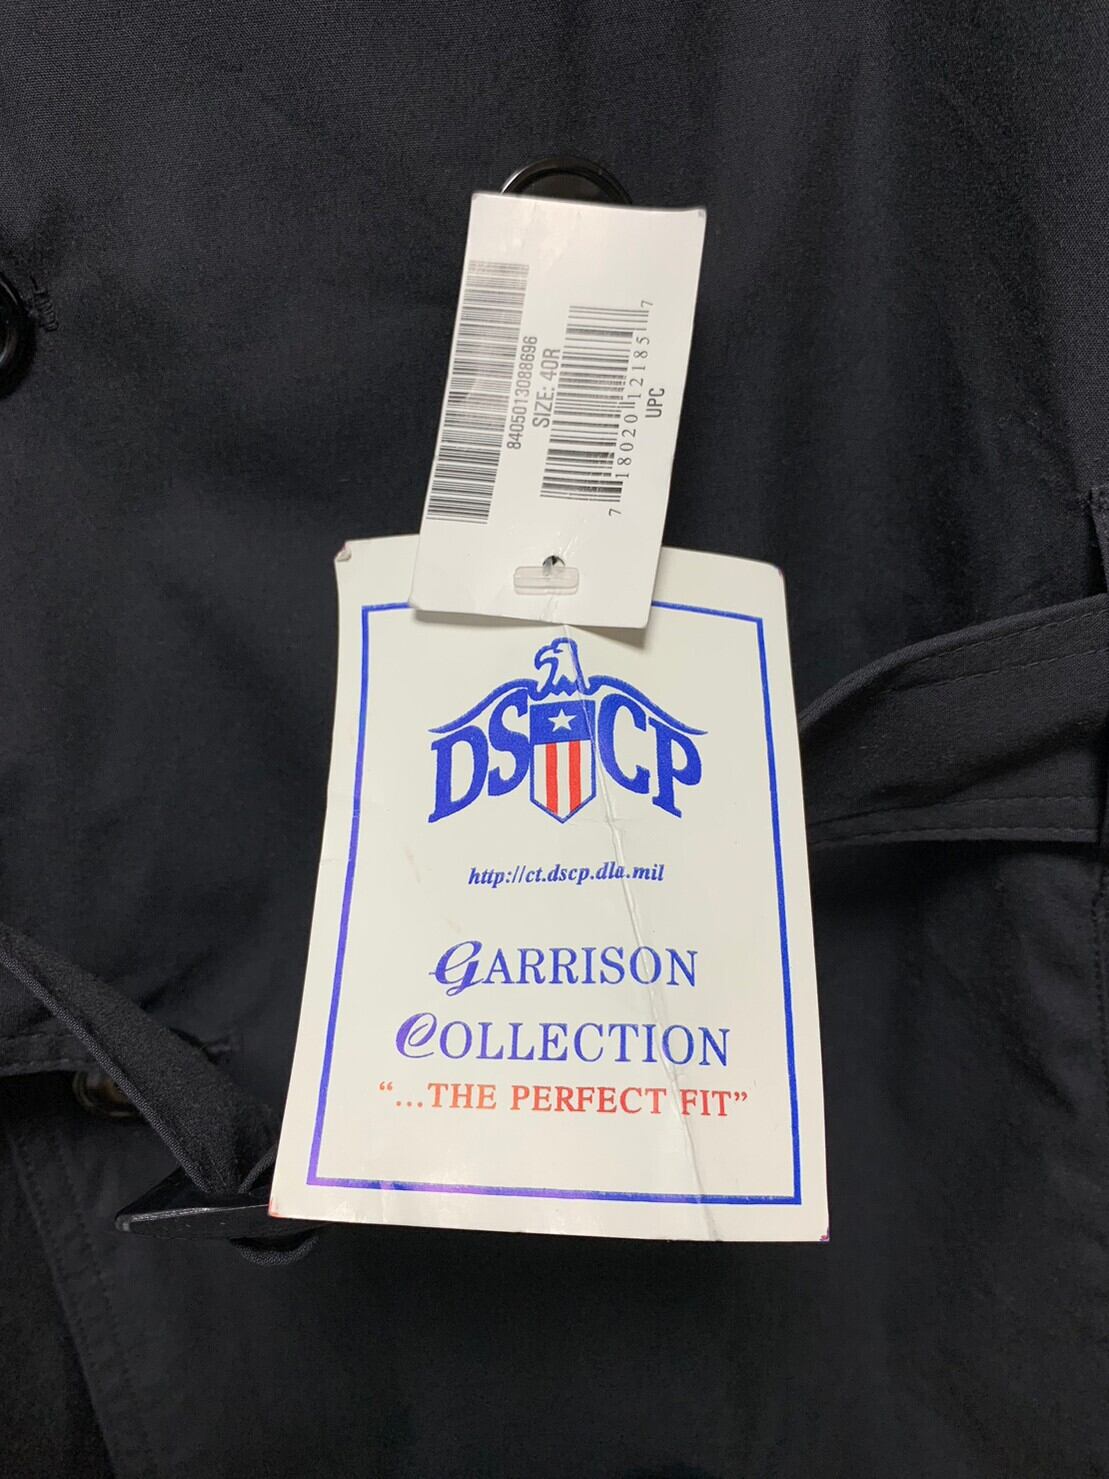 8405013088696
SIZE: 40R
7 18020 12185 7
UPC
DSCP
http://ct.dscp.dla.mil
GARRISON
COLLECTION
“...THE PERFECT FIT”